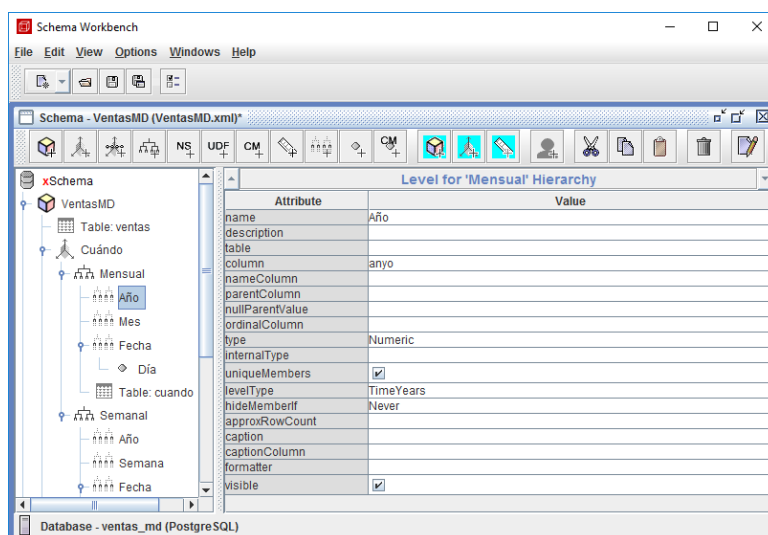 Schema Workbench
File Edit View Options Windows Help
Schema - VentasMD (VentasMD.xml)*
NS UDF CM CM
xSchema
VentasMD
Table: ventas
Cuándo
Mensual
Año
Mes
Fecha
Día
Table: cuando
Semanal
Año
Semana
Fecha
Level for 'Mensual' Hierarchy
Attribute Value
name Año
description
table
column anyo
nameColumn
parentColumn
nullParentValue
ordinalColumn
type Numeric
internalType
uniqueMembers
levelType TimeYears
hideMemberIf Never
approxRowCount
caption
captionColumn
formatter
visible
Database - ventas_md (PostgreSQL)